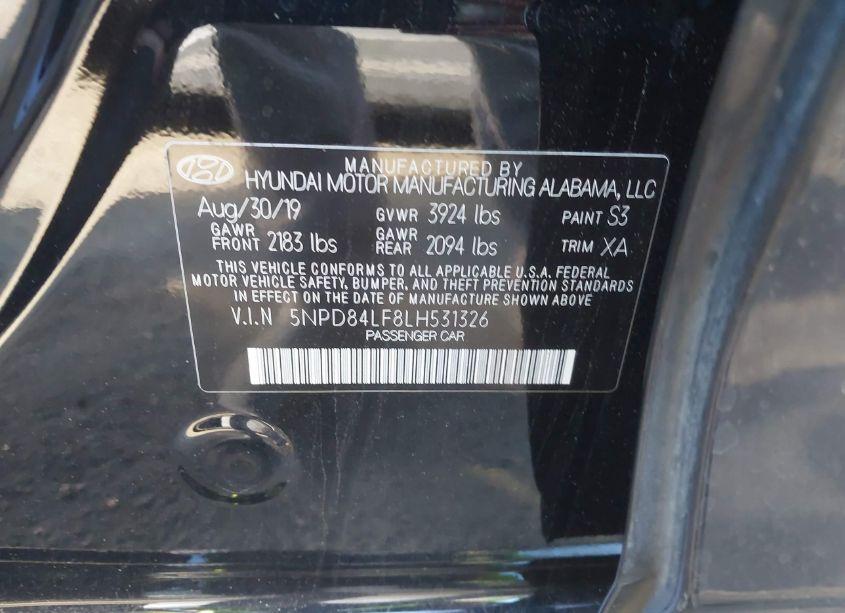 MANUFACTURED BY
HYUNDAI MOTOR MANUFACTURING ALABAMA, LLC
Aug/30/19 GVWR 3924 lbs PAINT S3
GAWR FRONT 2183 lbs GAWR REAR 2094 lbs TRIM XA
THIS VEHICLE CONFORMS TO ALL APPLICABLE U.S.A. FEDERAL
MOTOR VEHICLE SAFETY, BUMPER, AND THEFT PREVENTION STANDARDS
IN EFFECT ON THE DATE OF MANUFACTURE SHOWN ABOVE
V.I.N 5NPD84LF8LH531326
PASSENGER CAR